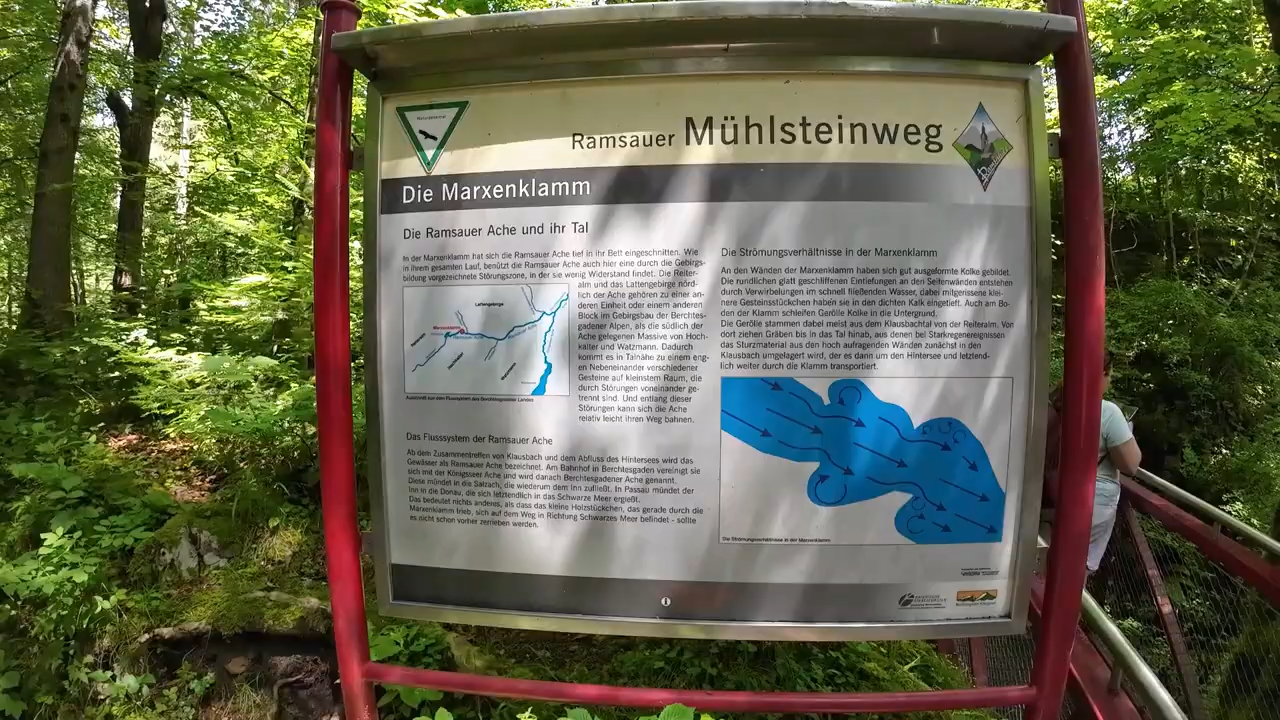 Ramsauer Mühlsteinweg
Die Marxenklamm
Die Ramsauer Ache und ihr Tal
In der Marxenklamm hat sich die Ramsauer Ache tief in ihr Bett eingeschnitten. Wie
in ihrem gesamten Lauf, benützt die Ramsauer Ache auch hier eine durch die Gebirgs-
bildung vorgezeichnete Störungszone, in der sie wenig Widerstand findet. Die Reiter-
alm und das Lattengebirge nörd-
lich der Ache gehören zu einer an-
deren Einheit oder einem anderen
Block im Gebirgsbau der Berchtes-
gadener Alpen, als die südlich der
Ache gelegenen Massive von Hoch-
kalter und Watzmann. Dadurch
kommt es in Talnähe zu einem eng-
en Nebeneinander verschiedener
Gesteine auf kleinstem Raum, die
durch Störungen voneinander ge-
trennt sind. Und entlang dieser
Störungen kann sich die Ache
relativ leicht ihren Weg bahnen.
Lattengebirge
Marxenklamm
Ausschnitt aus dem Flusssystem des Berchtesgadener Landes
Das Flusssystem der Ramsauer Ache
Ab dem Zusammentreffen von Klausbach und dem Abfluss des Hintersees wird das
Gewässer als Ramsauer Ache bezeichnet. Am Bahnhof in Berchtesgaden vereinigt sie
sich mit der Königsseer Ache und wird danach Berchtesgadener Ache genannt.
Diese mündet in die Salzach, die wiederum dem Inn zufließt. In Passau mündet der
Inn in die Donau, die sich letztendlich in das Schwarze Meer ergießt.
Das bedeutet nichts anderes, als dass das kleine Holzstückchen, das gerade durch die
Marxenklamm trieb, sich auf dem Weg in Richtung Schwarzes Meer befindet - sollte
es nicht schon vorher zerrieben werden.
Die Strömungsverhältnisse in der Marxenklamm
An den Wänden der Marxenklamm haben sich gut ausgeformte Kolke gebildet.
Die rundlichen glatt geschliffenen Eintiefungen an den Seitenwänden entstehen
durch Verwirbelungen im schnell fließenden Wasser, dabei mitgerissene klei-
nere Gesteinsstückchen haben sie in den dichten Kalk eingetieft. Auch am Bo-
den der Klamm schleifen Gerölle Kolke in die Untergrund.
Die Gerölle stammen dabei meist aus dem Klausbachtal von der Reiteralm. Von
dort ziehen Gräben bis in das Tal hinab, aus denen bei Starkregenereignissen
das Sturzmaterial aus den hoch aufragenden Wänden zunächst in den
Klausbach umgelagert wird, der es dann um den Hintersee und letztend-
lich weiter durch die Klamm transportiert.
Die Strömungsverhältnisse in der Marxenklamm